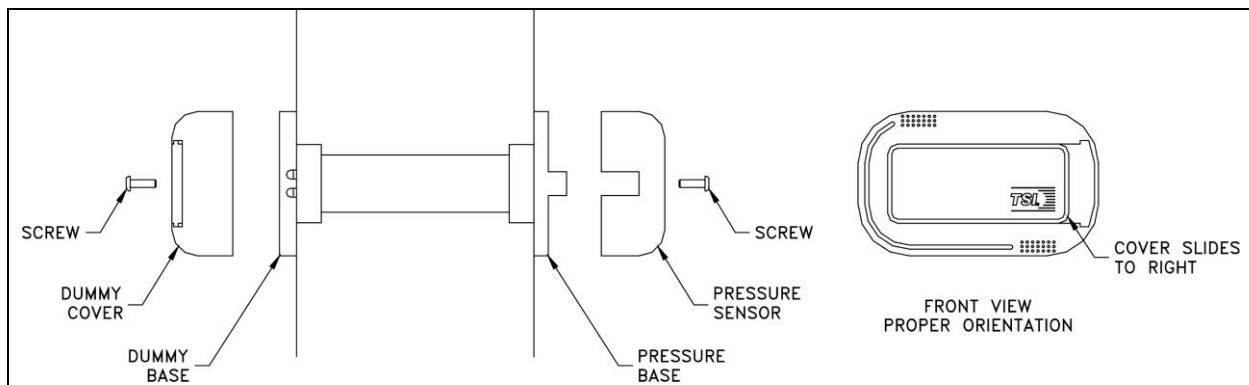 SCREW
DUMMY
COVER
DUMMY
BASE
PRESSURE
BASE
PRESSURE
SENSOR
SCREW
TSI
COVER SLIDES
TO RIGHT
FRONT VIEW
PROPER ORIENTATION